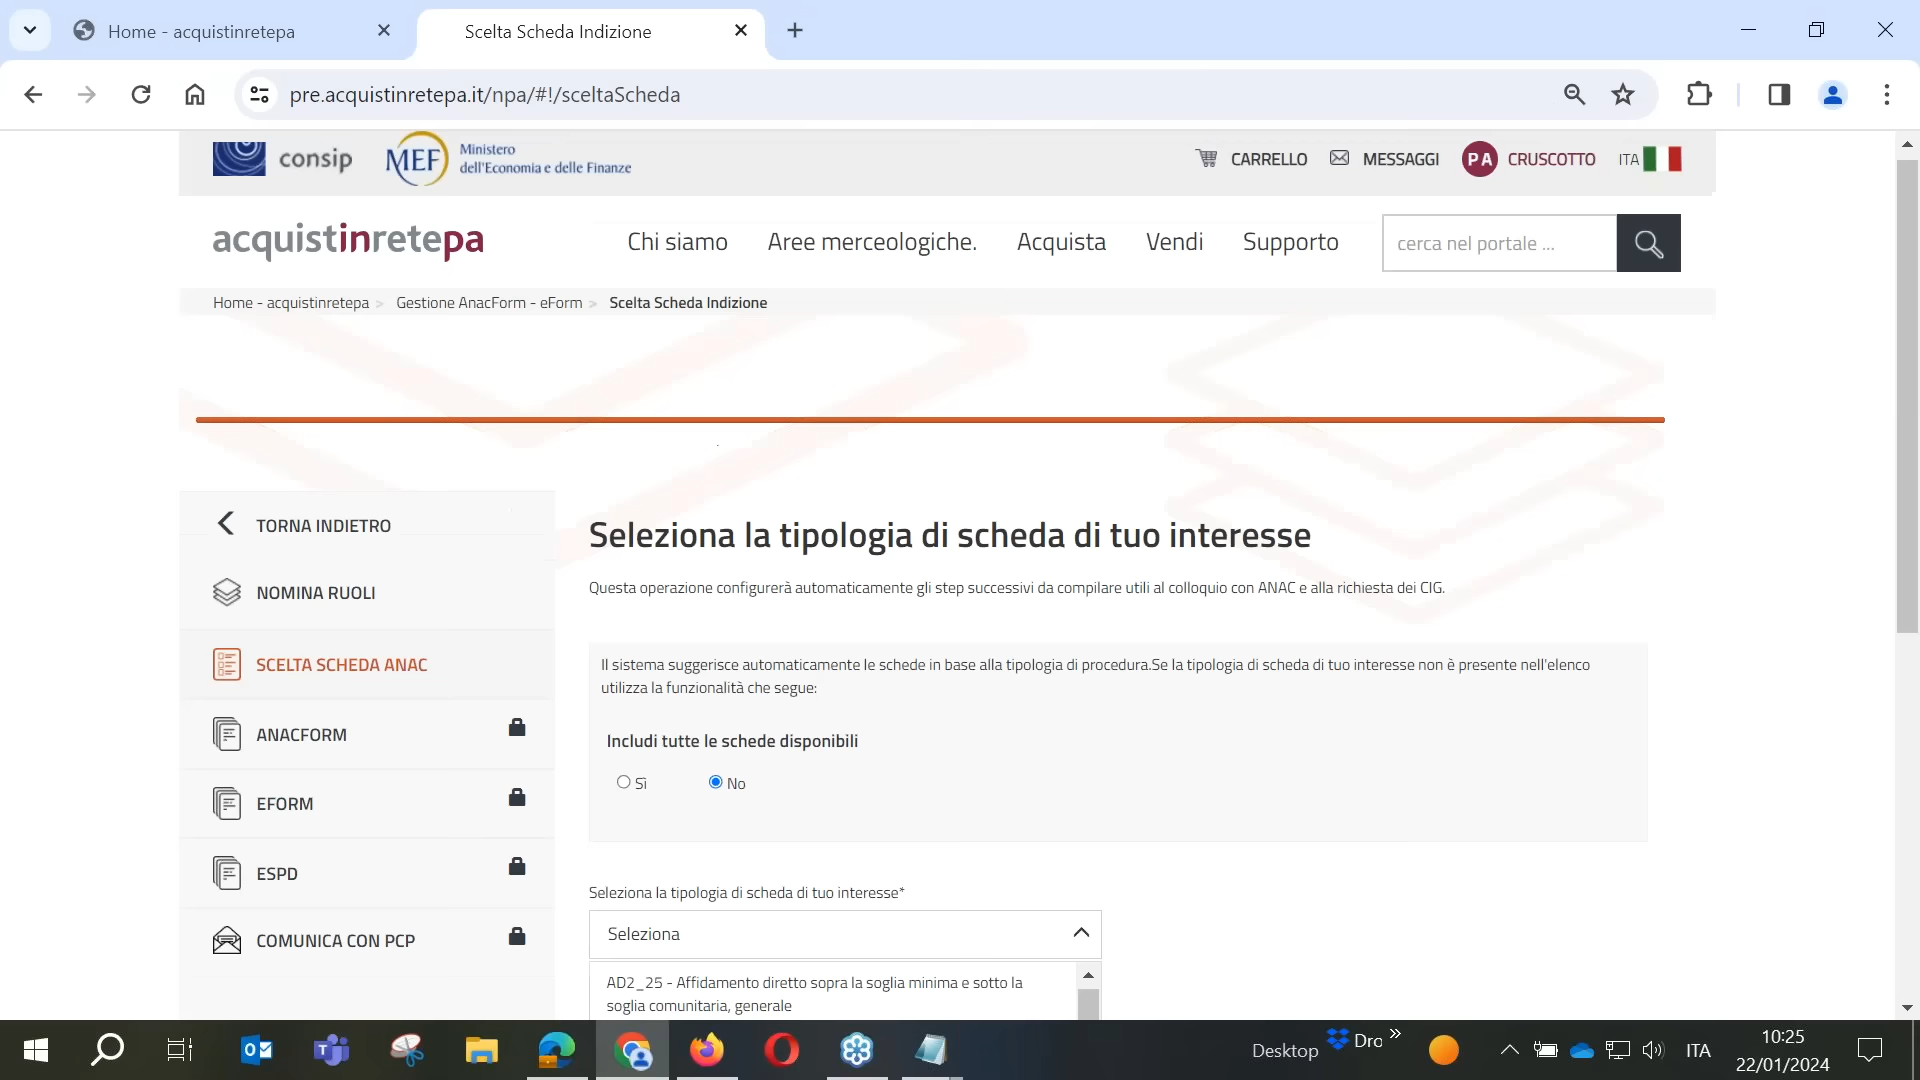 Home - acquistinretepa
Scelta Scheda Indizione
pre.acquistinretepa.it/npa/#!/sceltaScheda
consip
MEF
Ministero
dell'Economia e delle Finanze
CARRELLO
MESSAGGI
PA
CRUSCOTTO
ITA
acquistinretepa
Chi siamo
Aree merceologiche.
Acquista
Vendi
Supporto
cerca nel portale ...
Home - acquistinretepa > Gestione AnacForm - eForm > Scelta Scheda Indizione
TORNA INDIETRO
NOMINA RUOLI
SCELTA SCHEDA ANAC
ANACFORM
EFORM
ESPD
COMUNICA CON PCP
Seleziona la tipologia di scheda di tuo interesse
Questa operazione configurerà automaticamente gli step successivi da compilare utili al colloquio con ANAC e alla richiesta dei CIG.
Il sistema suggerisce automaticamente le schede in base alla tipologia di procedura.Se la tipologia di scheda di tuo interesse non è presente nell'elenco
utilizza la funzionalità che segue:
Includi tutte le schede disponibili
Sì
No
Seleziona la tipologia di scheda di tuo interesse*
Seleziona
AD2_25 - Affidamento diretto sopra la soglia minima e sotto la
soglia comunitaria, generale
Desktop
Dro
ITA
10:25
22/01/2024